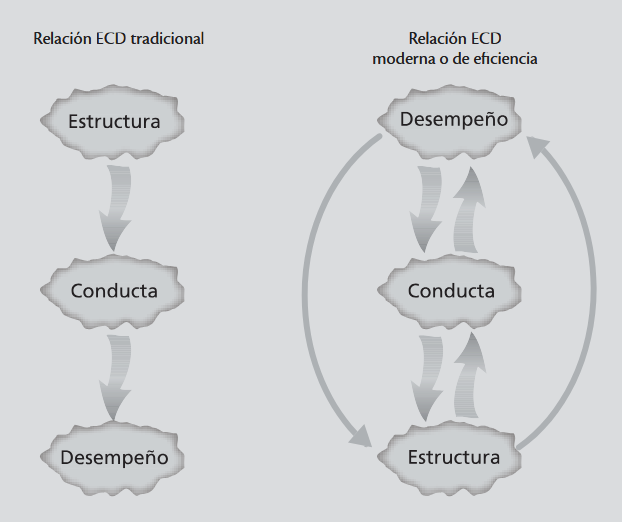 Relación ECD tradicional
Estructura
Conducta
Desempeño
Relación ECD
moderna o de eficiencia
Desempeño
Conducta
Estructura